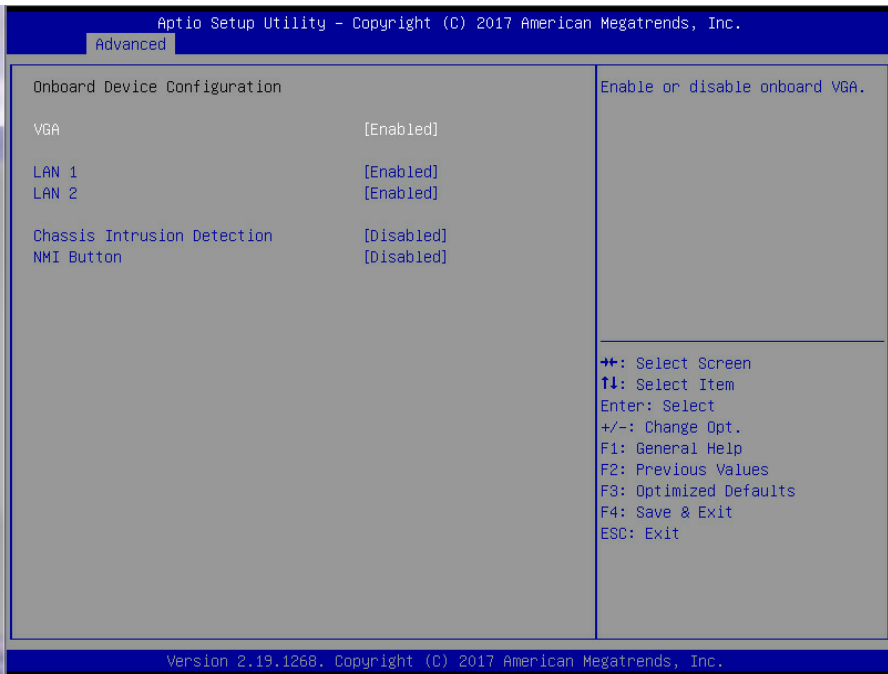 Aptio Setup Utility – Copyright (C) 2017 American Megatrends, Inc.
Advanced
Onboard Device Configuration
VGA [Enabled]
LAN 1 [Enabled]
LAN 2 [Enabled]
Chassis Intrusion Detection [Disabled]
NMI Button [Disabled]
Enable or disable onboard VGA.
→←: Select Screen
↑↓: Select Item
Enter: Select
+/-: Change Opt.
F1: General Help
F2: Previous Values
F3: Optimized Defaults
F4: Save & Exit
ESC: Exit
Version 2.19.1268. Copyright (C) 2017 American Megatrends, Inc.